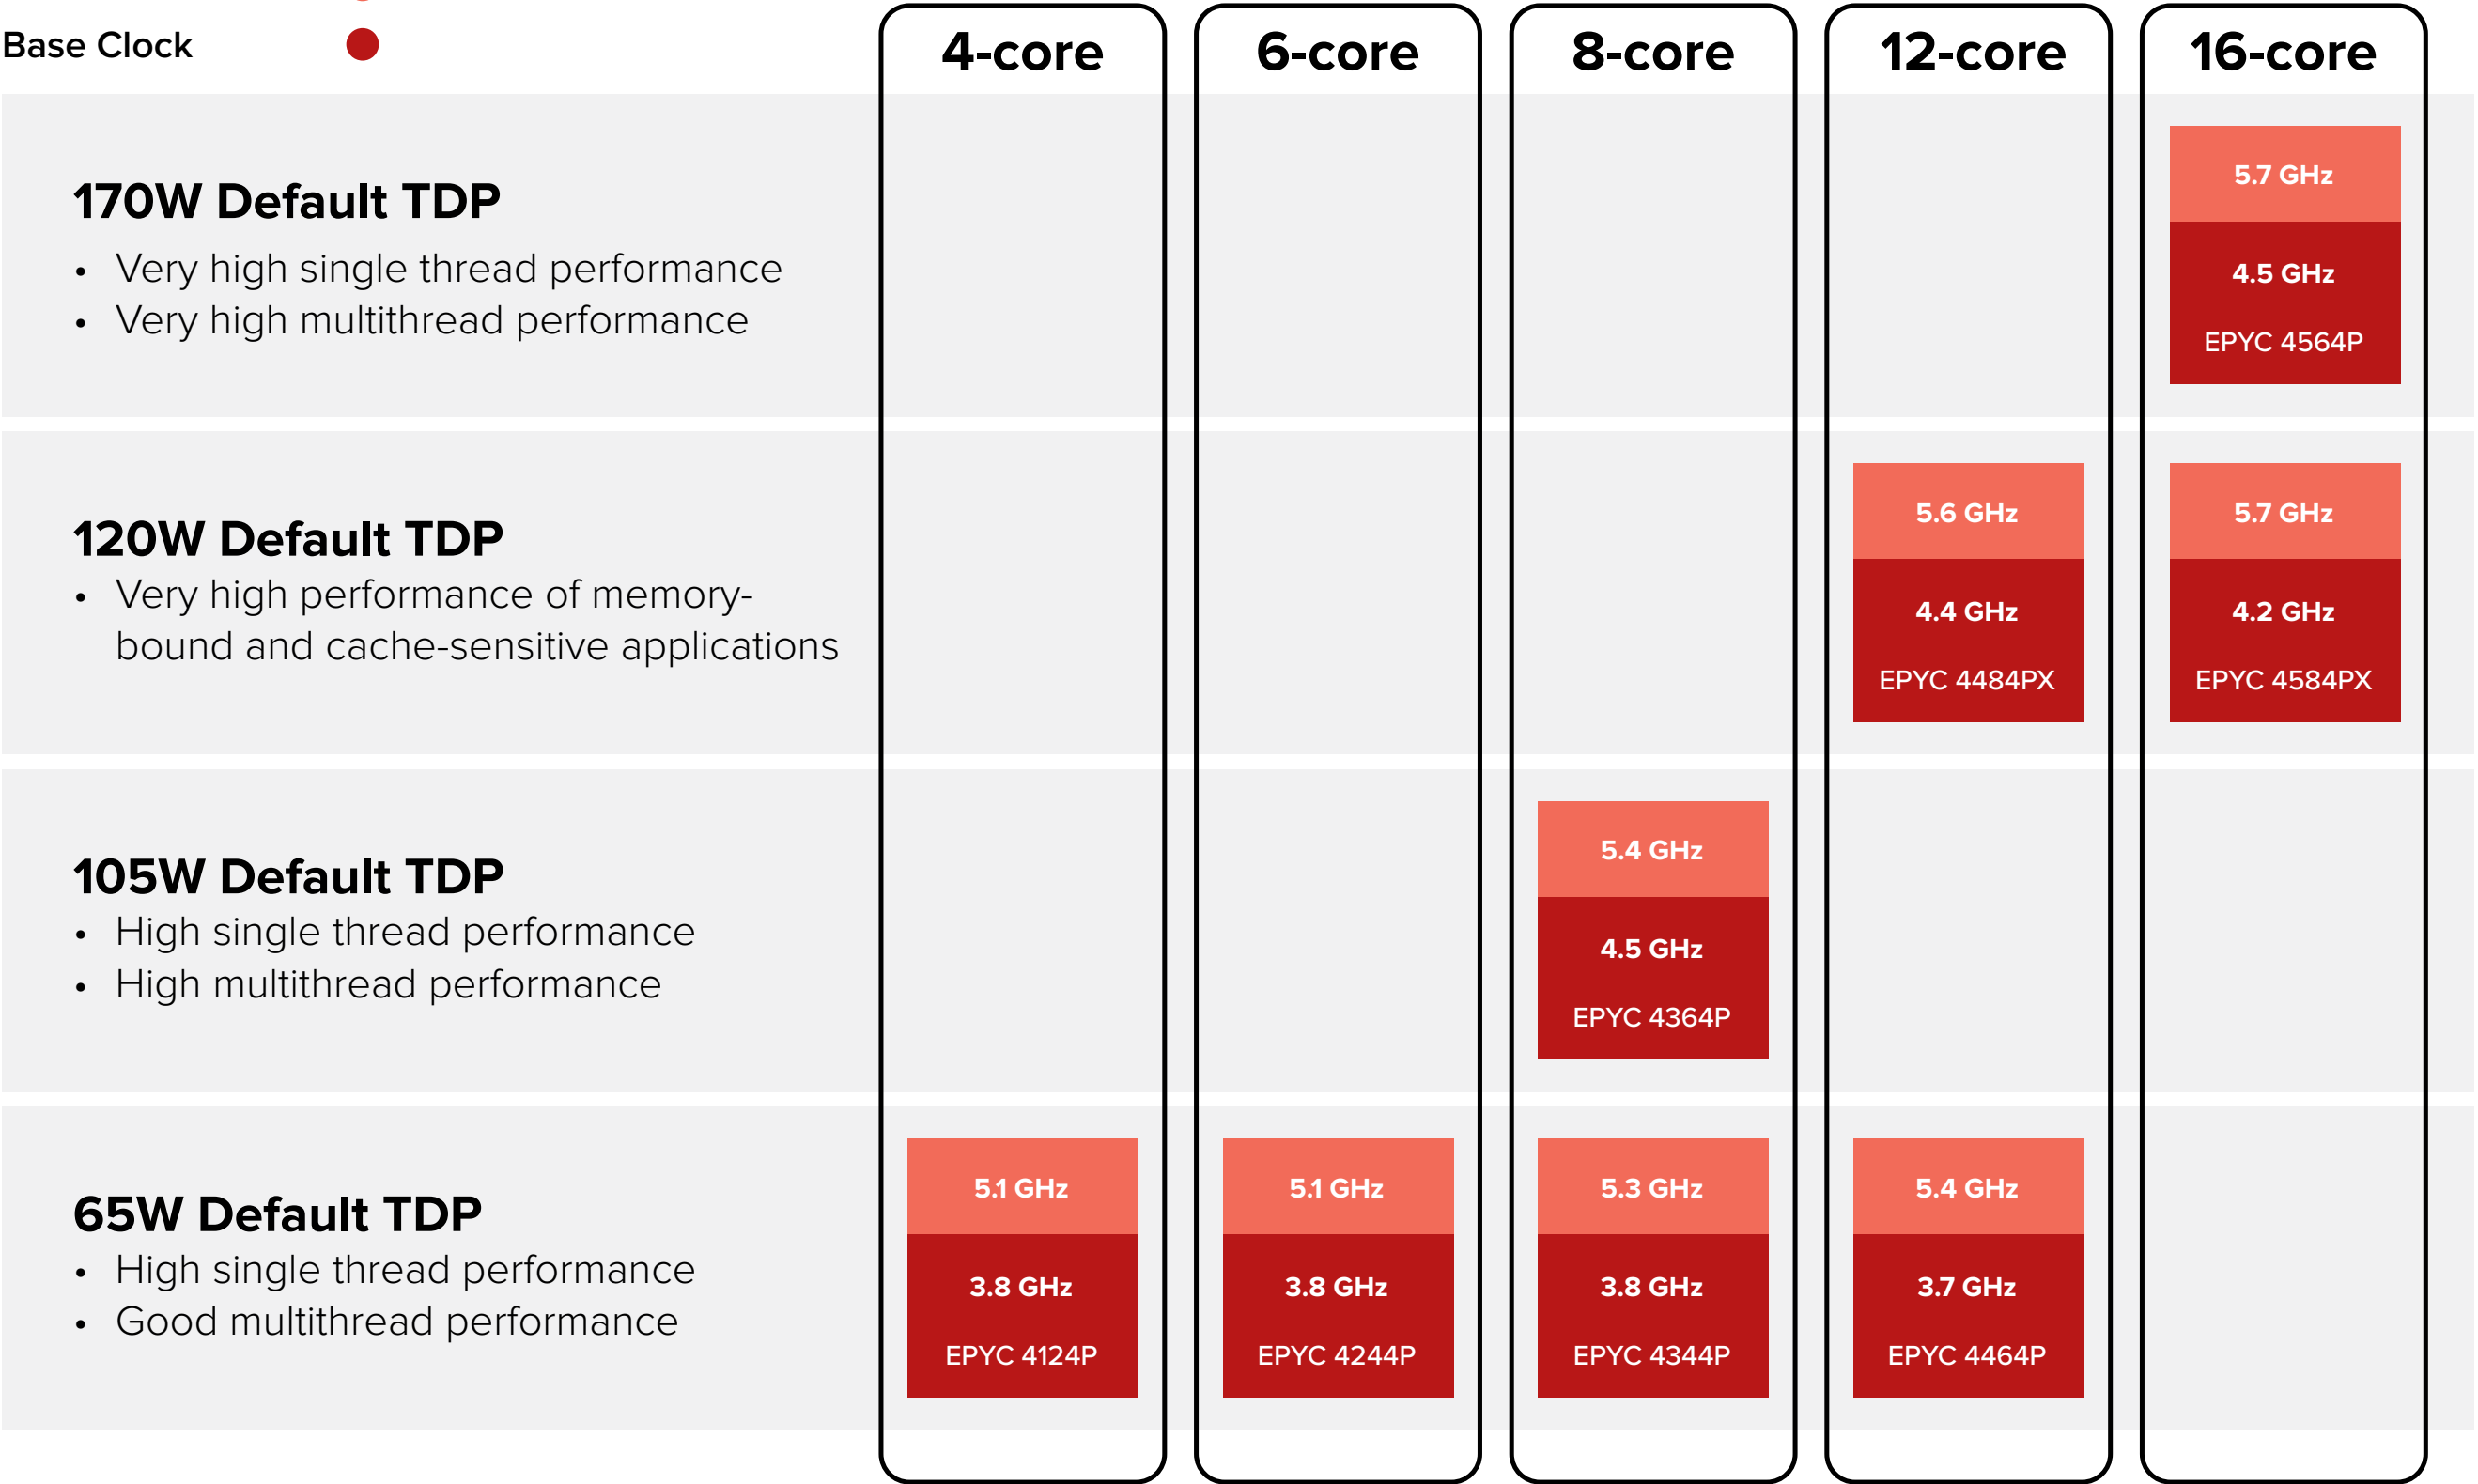 Base Clock
4-core
6-core
8-core
12-core
16-core
170W Default TDP
• Very high single thread performance
• Very high multithread performance
5.7 GHz
4.5 GHz
EPYC 4564P
120W Default TDP
• Very high performance of memory-
bound and cache-sensitive applications
5.6 GHz
4.4 GHz
EPYC 4484PX
5.7 GHz
4.2 GHz
EPYC 4584PX
105W Default TDP
• High single thread performance
• High multithread performance
5.4 GHz
4.5 GHz
EPYC 4364P
65W Default TDP
• High single thread performance
• Good multithread performance
5.1 GHz
3.8 GHz
EPYC 4124P
5.1 GHz
3.8 GHz
EPYC 4244P
5.3 GHz
3.8 GHz
EPYC 4344P
5.4 GHz
3.7 GHz
EPYC 4464P